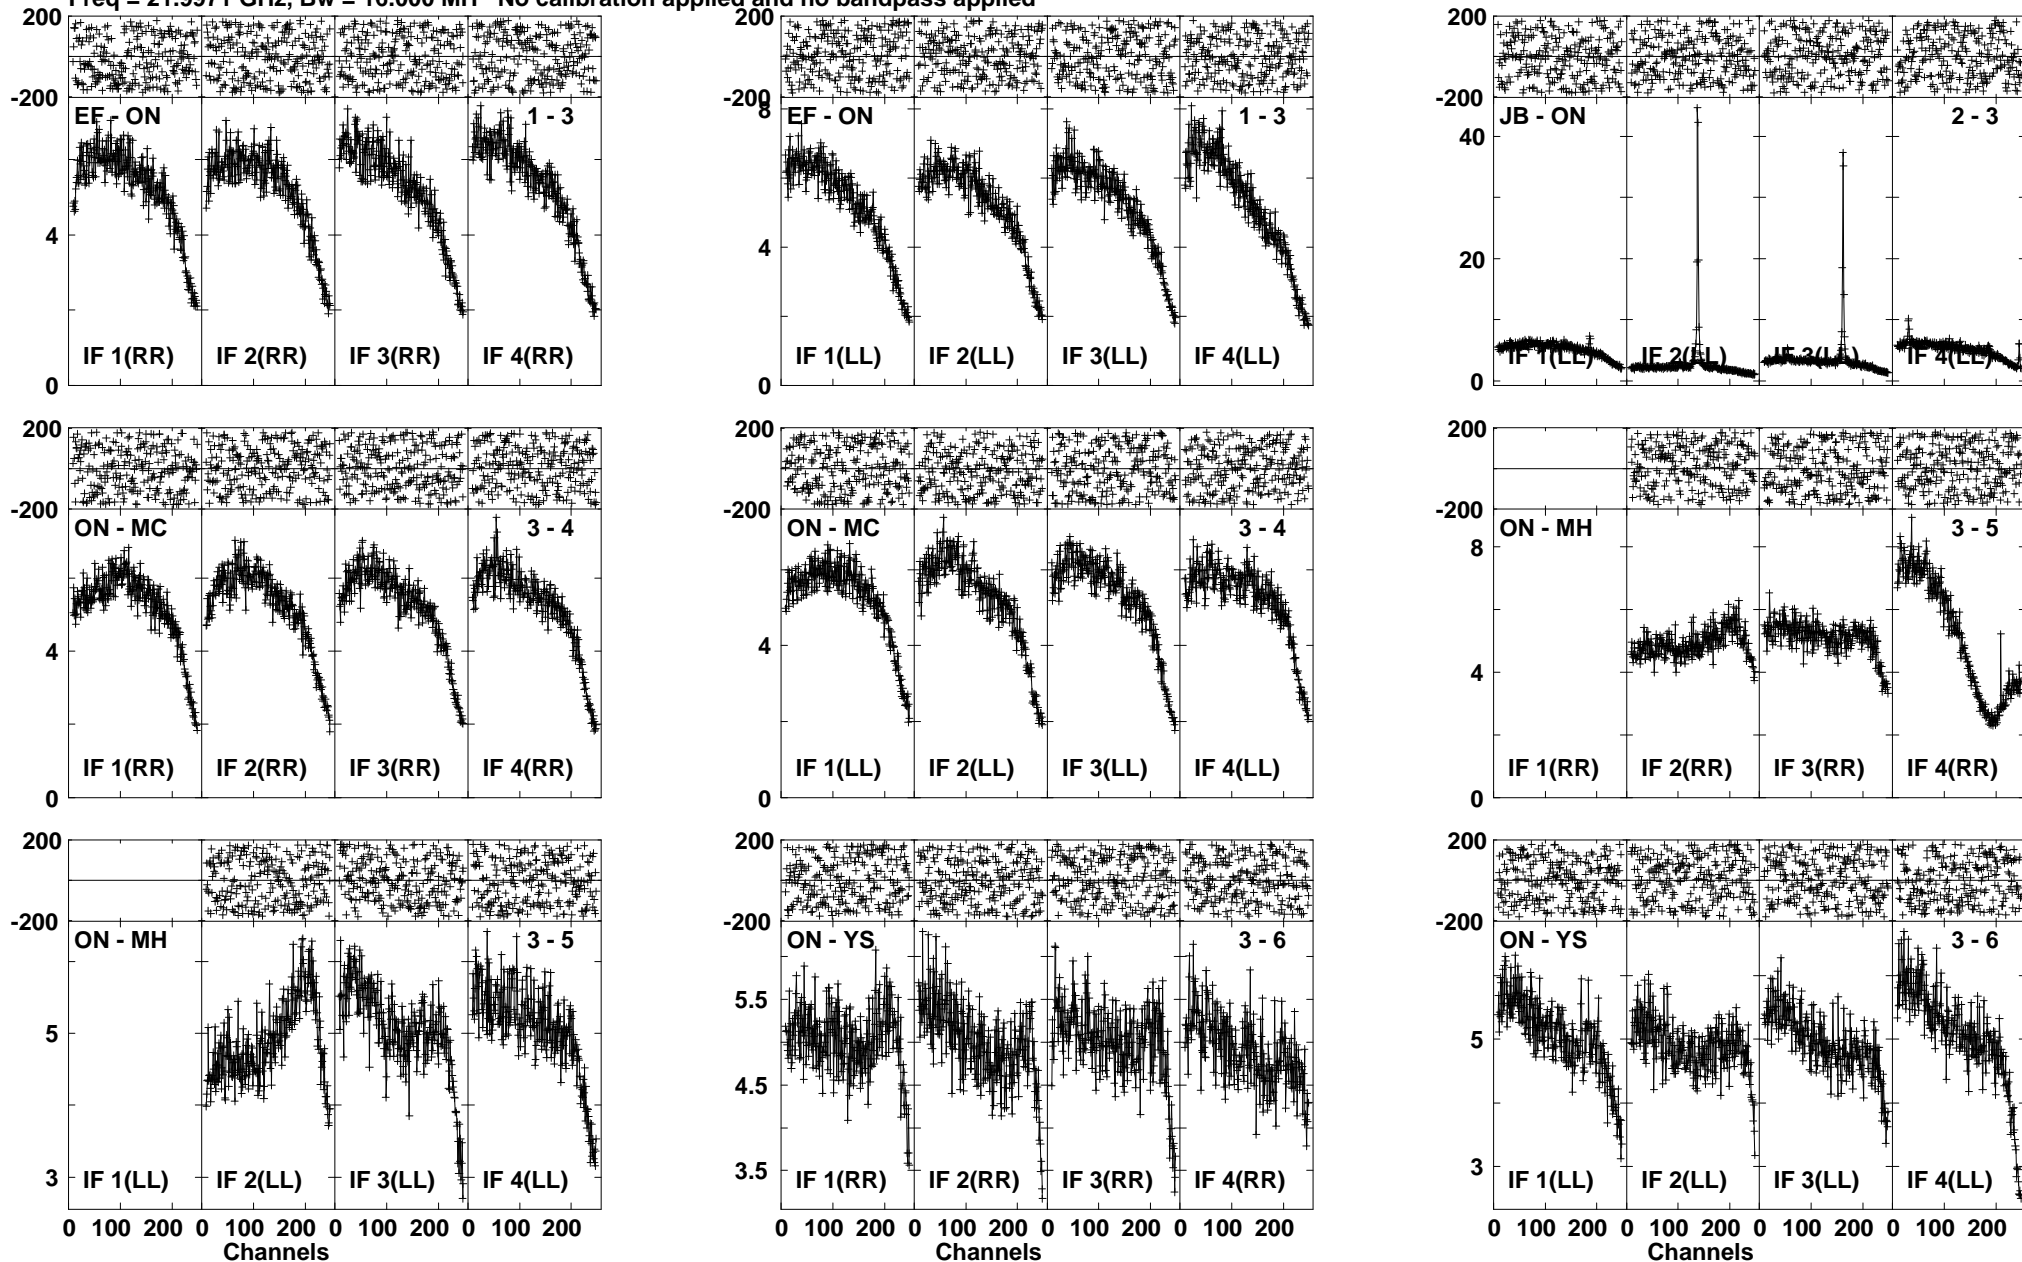 Freq = 21.9971 GHz, Bw = 16.000 MH No calibration applied and no bandpass applied
200
-200
EF - ON
1 - 3
4
0
IF 1(RR)
IF 2(RR)
IF 3(RR)
IF 4(RR)
-200
8
EF - ON
1 - 3
4
0
IF 1(LL)
IF 2(LL)
IF 3(LL)
IF 4(LL)
200
200
-200
JB - ON
2 - 3
40
20
0
IF 1(LL)
IF 2(LL)
IF 3(LL)
IF 4(LL)
200
-200
ON - MC
3 - 4
4
0
IF 1(RR)
IF 2(RR)
IF 3(RR)
IF 4(RR)
200
-200
ON - MC
3 - 4
4
0
IF 1(LL)
IF 2(LL)
IF 3(LL)
IF 4(LL)
200
-200
ON - MH
3 - 5
8
4
0
IF 1(RR)
IF 2(RR)
IF 3(RR)
IF 4(RR)
200
-200
ON - MH
3 - 5
5
3
IF 1(LL)
IF 2(LL)
IF 3(LL)
IF 4(LL)
0 100 200 0 100 200 0 100 200 0 100 200
Channels
200
-200
ON - YS
3 - 6
5.5
4.5
3.5
IF 1(RR)
IF 2(RR)
IF 3(RR)
IF 4(RR)
0 100 200 0 100 200 0 100 200 0 100 200
Channels
200
-200
ON - YS
3 - 6
5
3
IF 1(LL)
IF 2(LL)
IF 3(LL)
IF 4(LL)
0 100 200 0 100 200 0 100 200 0 100 200
Channels